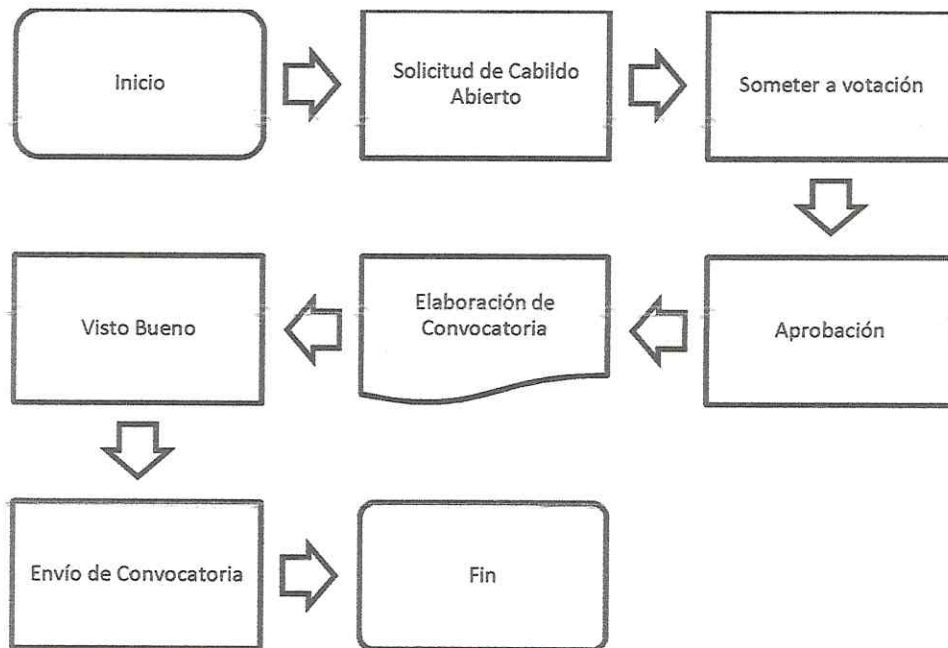 Inicio
Solicitud de Cabildo
Abierto
Someter a votación
Aprobación
Elaboración de
Convocatoria
Visto Bueno
Envío de Convocatoria
Fin